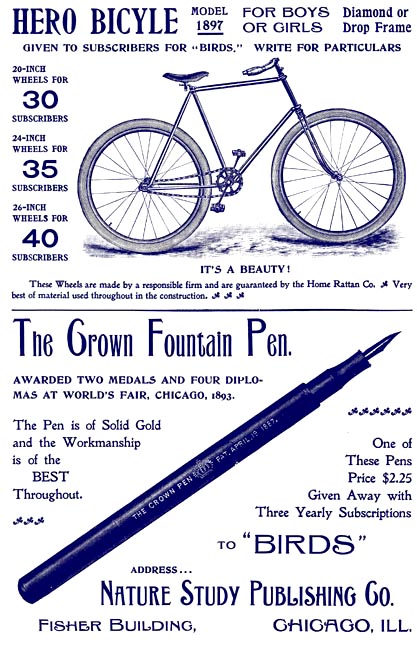 HERO BICYCLE MODEL 1897 FOR BOYS OR GIRLS Diamond or Drop Frame
GIVEN TO SUBSCRIBERS FOR "BIRDS." WRITE FOR PARTICULARS
20-INCH
WHEELS FOR
30
SUBSCRIBERS
24-INCH
WHEELS FOR
35
SUBSCRIBERS
26-INCH
WHEELS FOR
40
SUBSCRIBERS
IT'S A BEAUTY!
These Wheels are made by a responsible firm and are guaranteed by the Home Rattan Co. Very
best of material used throughout in the construction.
The Crown Fountain Pen.
AWARDED TWO MEDALS AND FOUR DIPLO-
MAS AT WORLD'S FAIR, CHICAGO, 1893.
The Pen is of Solid Gold
and the Workmanship
is of the
BEST
Throughout.
THE CROWN PEN CO. PAT. APRIL, 19 1887.
One of
These Pens
Price $2.25
Given Away with
Three Yearly Subscriptions
TO "BIRDS"
ADDRESS...
NATURE STUDY PUBLISHING CO.
FISHER BUILDING, CHICAGO, ILL.